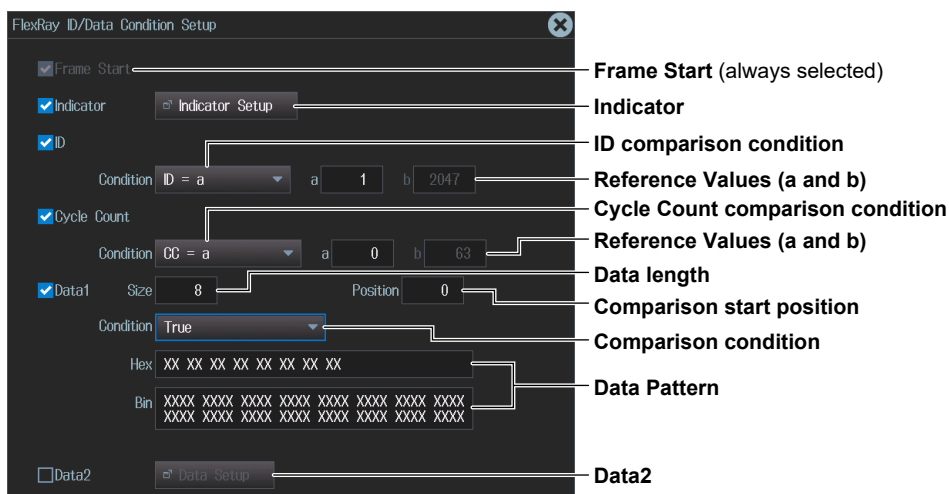 FlexRay ID/Data Condition Setup
Frame Start
Frame Start (always selected)
Indicator
Indicator Setup
Indicator
ID
ID comparison condition
Condition ID = a a 1 b 2047
Reference Values (a and b)
Cycle Count
Cycle Count comparison condition
Condition CC = a a 0 b 63
Reference Values (a and b)
Data1 Size 8 Position 0
Data length
Comparison start position
Condition True
Comparison condition
Hex XX XX XX XX XX XX XX XX
Bin XXXX XXXX XXXX XXXX XXXX XXXX XXXX XXXX
XXXX XXXX XXXX XXXX XXXX XXXX XXXX XXXX
Data Pattern
Data2 Data Setup
Data2